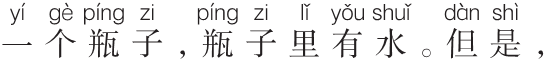 yí gè píng zi píng zi lǐ yǒu shuǐ dàn shì
一个瓶子,瓶子里有水。但是,